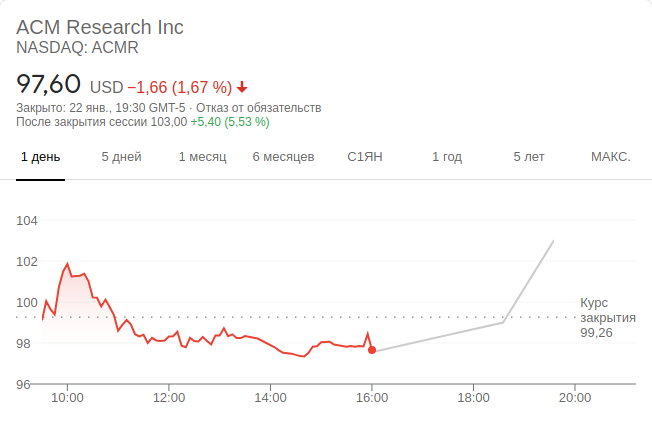 ACM Research Inc
NASDAQ: ACMR
97,60 USD −1,66 (1,67 %)
Закрыто: 22 янв., 19:30 GMT-5 · Отказ от обязательств
После закрытия сессии 103,00 +5,40 (5,53 %)
1 день 5 дней 1 месяц 6 месяцев С1ЯН 1 год 5 лет МАКС.
104
102
100
98
96
Курс
закрытия
99,26
10:00 12:00 14:00 16:00 18:00 20:00